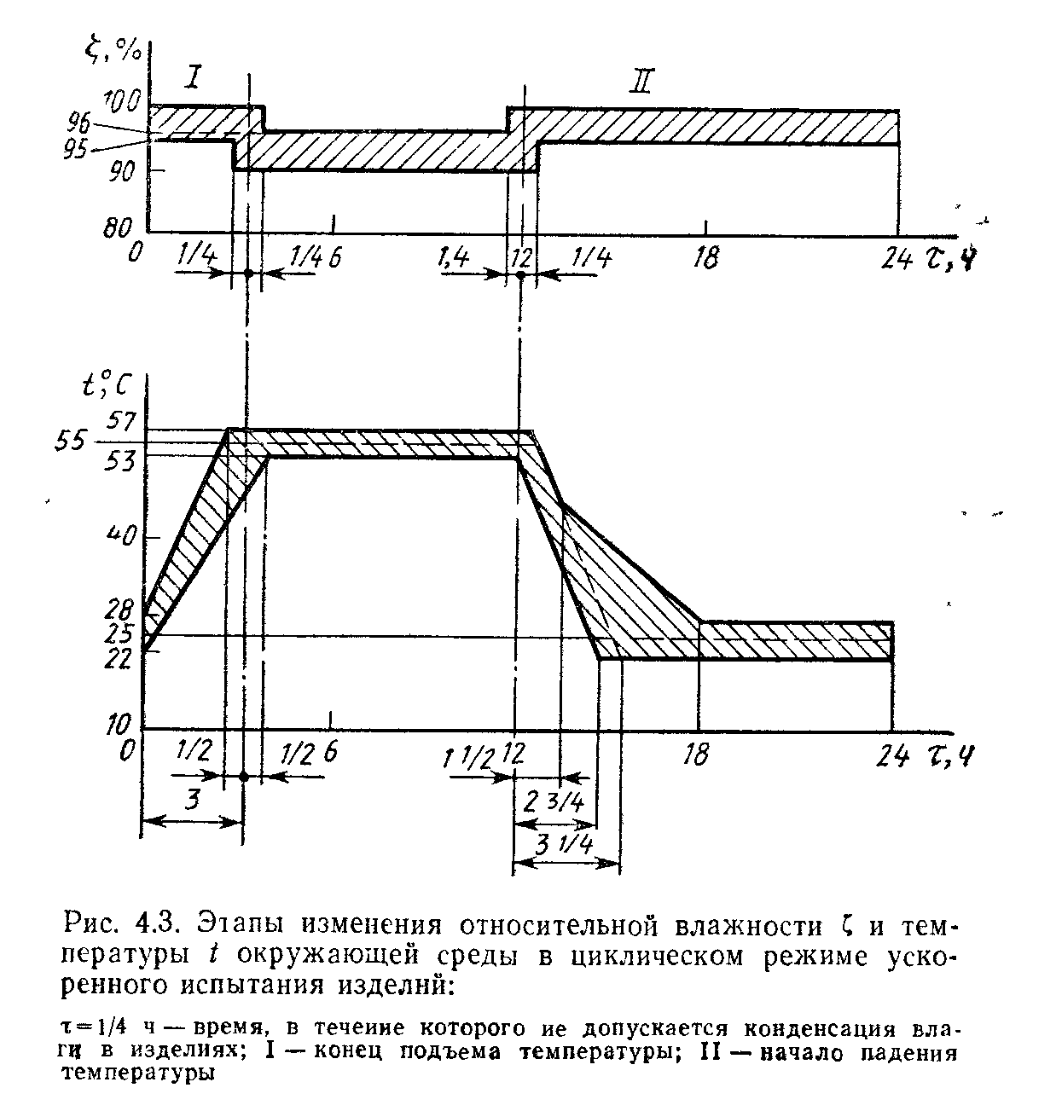 ζ, %
I
II
100
96
95
90
80
0
1/4
1/4
6
1,4
12
1/4
18
24
τ, ч
t°, C
57
55
53
40
28
25
22
10
0
1/2
1/2
6
1 1/2
12
18
24
τ, ч
3
2 3/4
3 1/4
Рис. 4.3. Этапы изменения относительной влажности ζ и тем-
пературы t окружающей среды в циклическом режиме уско-
ренного испытания изделий:
τ=1/4 ч — время, в течение которого не допускается конденсация вла-
ги в изделиях; I — конец подъема температуры; II — начало падения
температуры